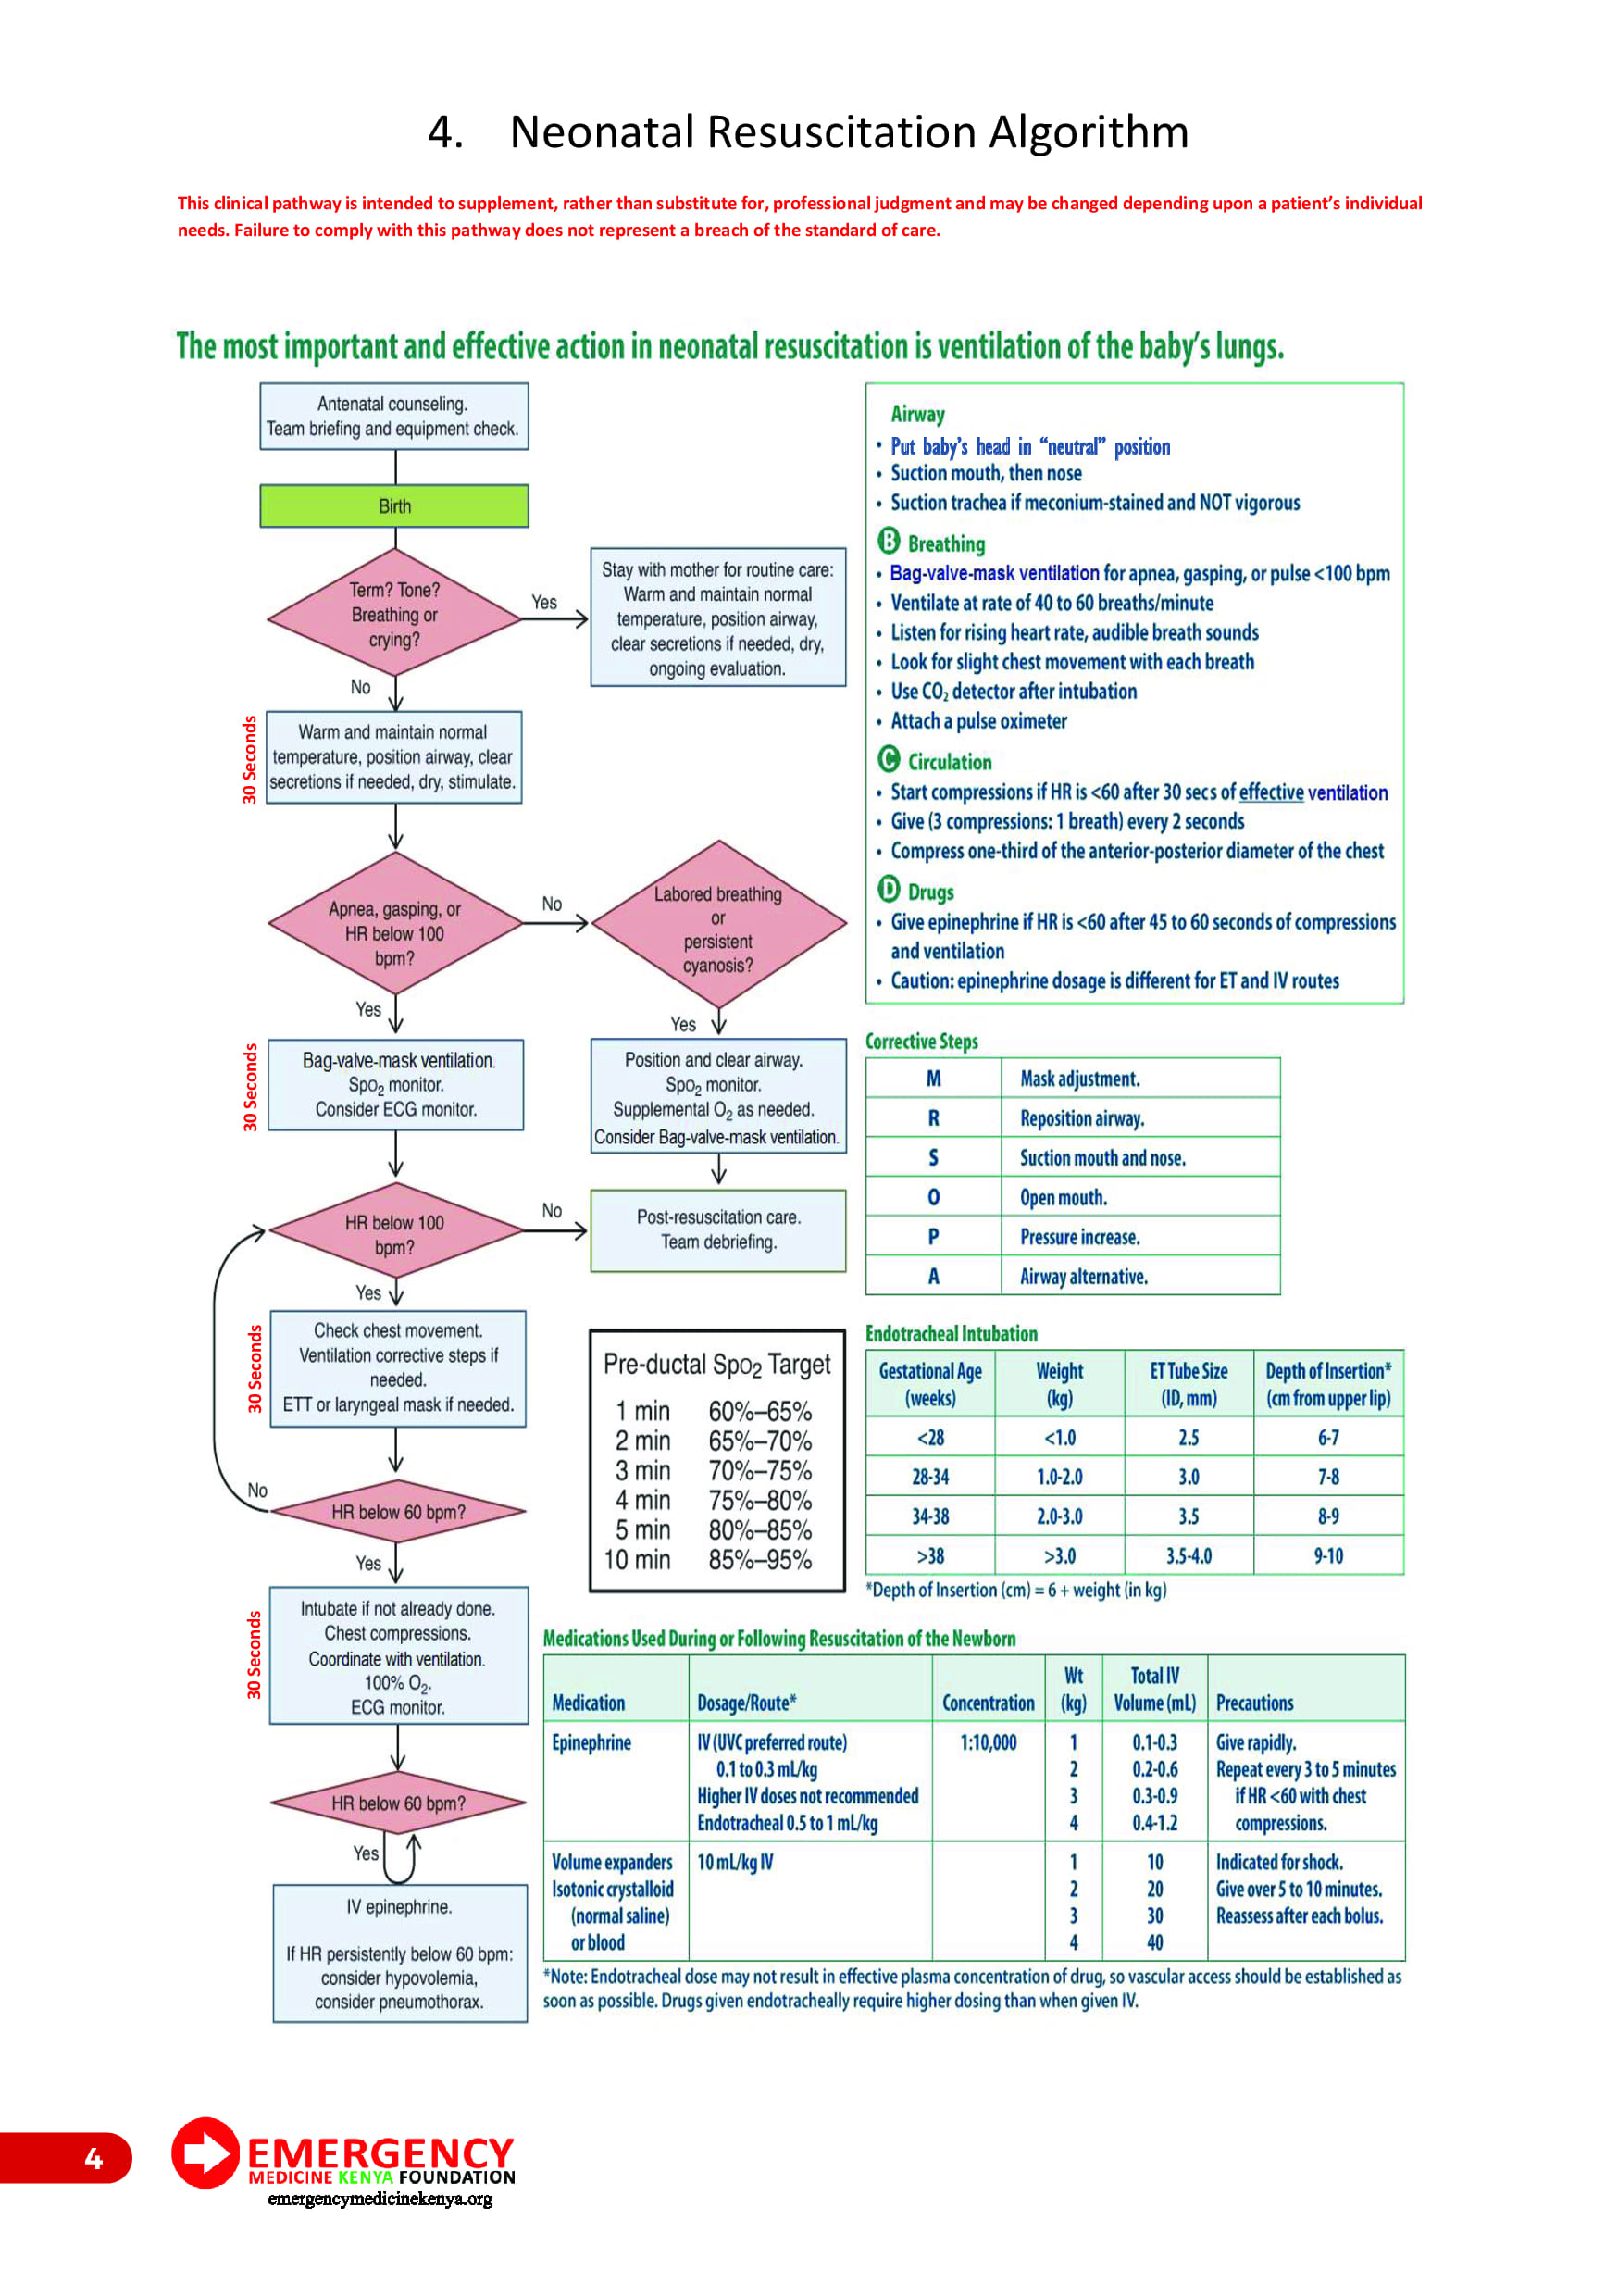 4. Neonatal Resuscitation Algorithm
This clinical pathway is intended to supplement, rather than substitute for, professional judgment and may be changed depending upon a patient's individual
needs. Failure to comply with this pathway does not represent a breach of the standard of care.
The most important and effective action in neonatal resuscitation is ventilation of the baby's lungs.
Antenatal counseling.
Team briefing and equipment check.
Birth
Term? Tone?
Breathing or
crying?
Yes
Stay with mother for routine care:
Warm and maintain normal
temperature, position airway,
clear secretions if needed, dry,
ongoing evaluation.
No
30 Seconds
Warm and maintain normal
temperature, position airway, clear
secretions if needed, dry, stimulate.
Apnea, gasping, or
HR below 100
bpm?
No
Labored breathing
or
persistent
cyanosis?
Yes
Yes
30 Seconds
Bag-valve-mask ventilation.
SpO2 monitor.
Consider ECG monitor.
Position and clear airway.
SpO2 monitor.
Supplemental O2 as needed.
Consider Bag-valve-mask ventilation.
HR below 100
bpm?
No
Post-resuscitation care.
Team debriefing.
Yes
30 Seconds
Check chest movement.
Ventilation corrective steps if
needed.
ETT or laryngeal mask if needed.
No
HR below 60 bpm?
Yes
30 Seconds
Intubate if not already done.
Chest compressions.
Coordinate with ventilation.
100% O2.
ECG monitor.
HR below 60 bpm?
Yes
IV epinephrine.
If HR persistently below 60 bpm:
consider hypovolemia,
consider pneumothorax.
Pre-ductal SpO2 Target
1 min 60%–65%
2 min 65%–70%
3 min 70%–75%
4 min 75%–80%
5 min 80%–85%
10 min 85%–95%
Airway
• Put baby's head in “neutral” position
• Suction mouth, then nose
• Suction trachea if meconium-stained and NOT vigorous
B Breathing
• Bag-valve-mask ventilation for apnea, gasping, or pulse <100 bpm
• Ventilate at rate of 40 to 60 breaths/minute
• Listen for rising heart rate, audible breath sounds
• Look for slight chest movement with each breath
• Use CO2 detector after intubation
• Attach a pulse oximeter
C Circulation
• Start compressions if HR is <60 after 30 secs of effective ventilation
• Give (3 compressions: 1 breath) every 2 seconds
• Compress one-third of the anterior-posterior diameter of the chest
D Drugs
• Give epinephrine if HR is <60 after 45 to 60 seconds of compressions
and ventilation
• Caution: epinephrine dosage is different for ET and IV routes
Corrective Steps
M Mask adjustment.
R Reposition airway.
S Suction mouth and nose.
O Open mouth.
P Pressure increase.
A Airway alternative.
Endotracheal Intubation
Gestational Age Weight ET Tube Size Depth of Insertion*
(weeks) (kg) (ID, mm) (cm from upper lip)
<28 <1.0 2.5 6-7
28-34 1.0-2.0 3.0 7-8
34-38 2.0-3.0 3.5 8-9
>38 >3.0 3.5-4.0 9-10
*Depth of Insertion (cm) = 6 + weight (in kg)
Medications Used During or Following Resuscitation of the Newborn
Wt Total IV
Medication Dosage/Route* Concentration (kg) Volume (mL) Precautions
Epinephrine IV (UVC preferred route) 1:10,000 1 0.1-0.3 Give rapidly.
0.1 to 0.3 mL/kg 2 0.2-0.6 Repeat every 3 to 5 minutes
Higher IV doses not recommended 3 0.3-0.9 if HR <60 with chest
Endotracheal 0.5 to 1 mL/kg 4 0.4-1.2 compressions.
Volume expanders 10 mL/kg IV 1 10 Indicated for shock.
Isotonic crystalloid 2 20 Give over 5 to 10 minutes.
(normal saline) 3 30 Reassess after each bolus.
or blood 4 40
*Note: Endotracheal dose may not result in effective plasma concentration of drug, so vascular access should be established as
soon as possible. Drugs given endotracheally require higher dosing than when given IV.
4
EMERGENCY
MEDICINE KENYA FOUNDATION
emergencymedicinekenya.org